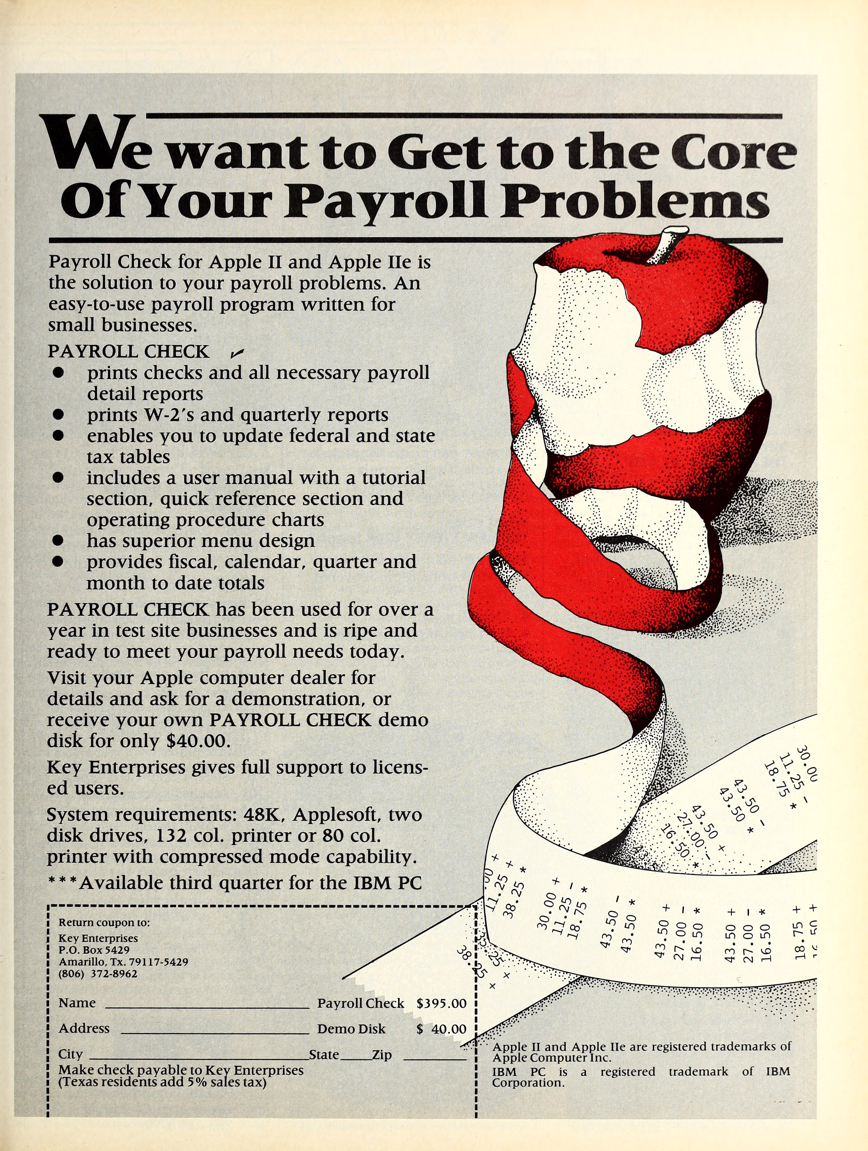 We want to Get to the Core
Of Your Payroll Problems
Payroll Check for Apple II and Apple IIe is
the solution to your payroll problems. An
easy-to-use payroll program written for
small businesses.
PAYROLL CHECK ✓
● prints checks and all necessary payroll
detail reports
● prints W-2's and quarterly reports
● enables you to update federal and state
tax tables
● includes a user manual with a tutorial
section, quick reference section and
operating procedure charts
● has superior menu design
● provides fiscal, calendar, quarter and
month to date totals
PAYROLL CHECK has been used for over a
year in test site businesses and is ripe and
ready to meet your payroll needs today.
Visit your Apple computer dealer for
details and ask for a demonstration, or
receive your own PAYROLL CHECK demo
disk for only $40.00.
Key Enterprises gives full support to licens-
ed users.
System requirements: 48K, Applesoft, two
disk drives, 132 col. printer or 80 col.
printer with compressed mode capability.
***Available third quarter for the IBM PC
Return coupon to:
Key Enterprises
P.O. Box 5429
Amarillo, Tx. 79117-5429
(806) 372-8962
Name Payroll Check $395.00
Address Demo Disk $ 40.00
City State Zip
Make check payable to Key Enterprises
(Texas residents add 5% sales tax)
30.00
11.25 -
18.75 *
43.50 -
43.50 *
43.50 +
27.00 -
16.50 *
11.25 +
38.25 *
30.00 +
11.25 -
18.75 *
43.50 -
43.50 *
43.50 +
27.00 -
16.50 *
43.50 +
27.00 -
16.50 *
18.75 +
Apple II and Apple IIe are registered trademarks of
Apple Computer Inc.
IBM PC is a registered trademark of IBM
Corporation.